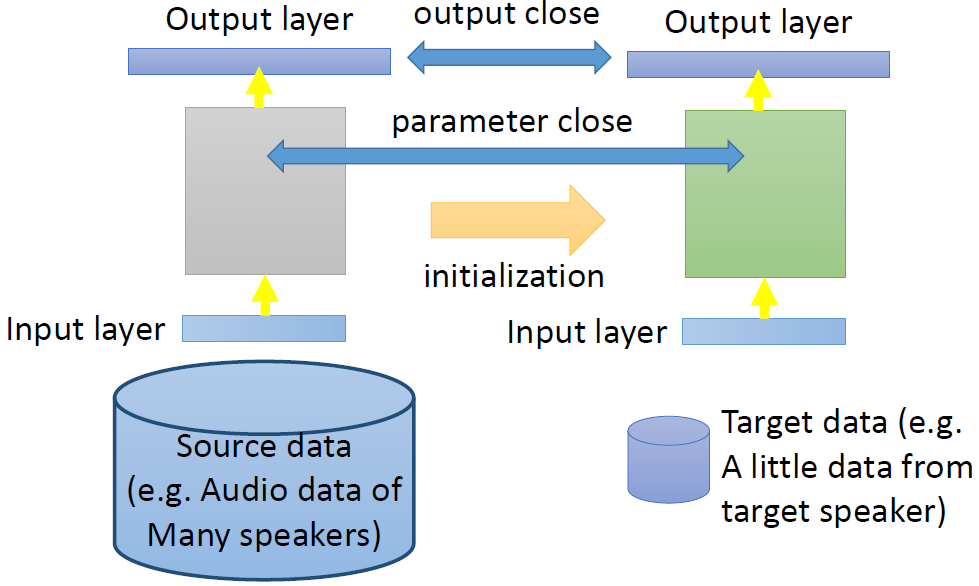 Output layer
output close
Output layer
parameter close
initialization
Input layer
Input layer
Source data
(e.g. Audio data of
Many speakers)
Target data (e.g.
A little data from
target speaker)